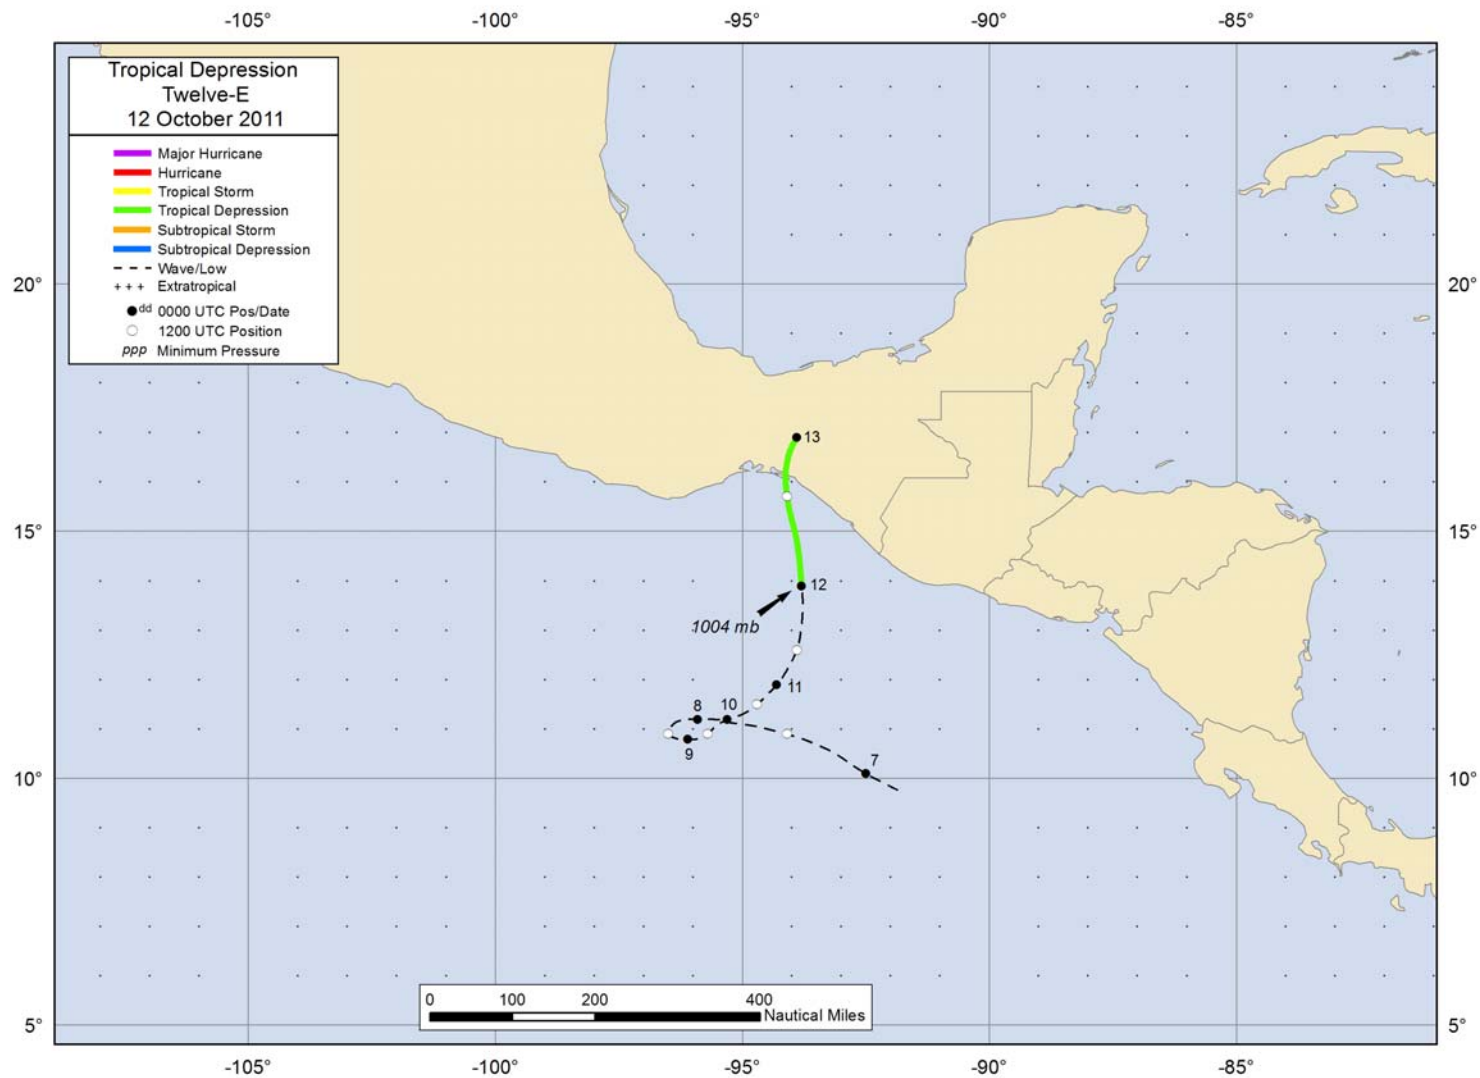 -105° -100° -95° -90° -85°
Tropical Depression
Twelve-E
12 October 2011
Major Hurricane
Hurricane
Tropical Storm
Tropical Depression
Subtropical Storm
Subtropical Depression
Wave/Low
+++ Extratropical
dd 0000 UTC Pos/Date
1200 UTC Position
ppp Minimum Pressure
20° 20°
13
15° 15°
12
1004 mb
11
8 10
9
7
10° 10°
0 100 200 400
Nautical Miles
5° 5°
-105° -100° -95° -90° -85°